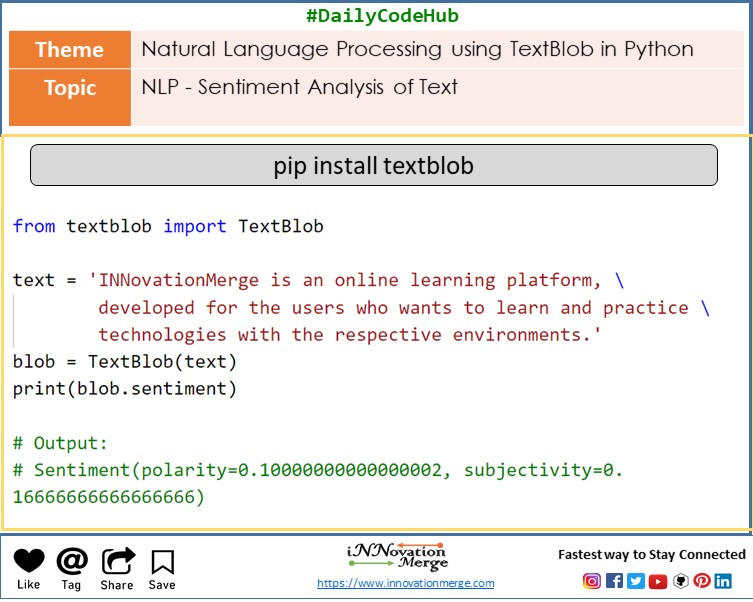 #DailyCodeHub
Theme
Natural Language Processing using TextBlob in Python
Topic
NLP - Sentiment Analysis of Text
pip install textblob
from textblob import TextBlob
text = 'INNovationMerge is an online learning platform, \
developed for the users who wants to learn and practice \
technologies with the respective environments.'
blob = TextBlob(text)
print(blob.sentiment)
# Output:
# Sentiment(polarity=0.10000000000000002, subjectivity=0.
16666666666666666)
Like
Tag
Share
Save
iNNovation
Merge
https://www.innovationmerge.com
Fastest way to Stay Connected